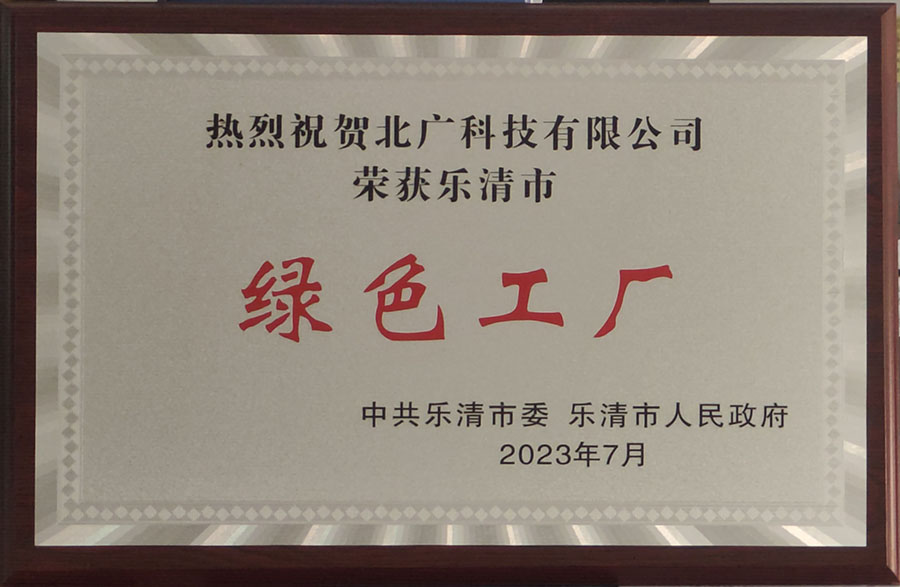 热烈祝贺北广科技有限公司
荣获乐清市
绿色工厂
中共乐清市委 乐清市人民政府
2023年7月